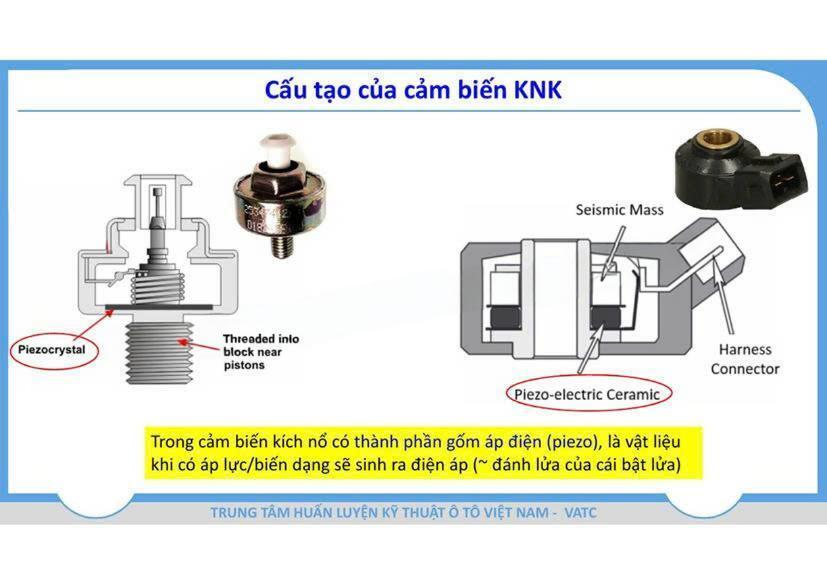 Cấu tạo của cảm biến KNK
Seismic Mass
Piezocrystal
Threaded into
block near
pistons
Harness
Connector
Piezo-electric Ceramic
Trong cảm biến kích nổ có thành phần gốm áp điện (piezo), là vật liệu
khi có áp lực/biến dạng sẽ sinh ra điện áp (~ đánh lửa của cái bật lửa)
TRUNG TÂM HUẤN LUYỆN KỸ THUẬT Ô TÔ VIỆT NAM - VATC